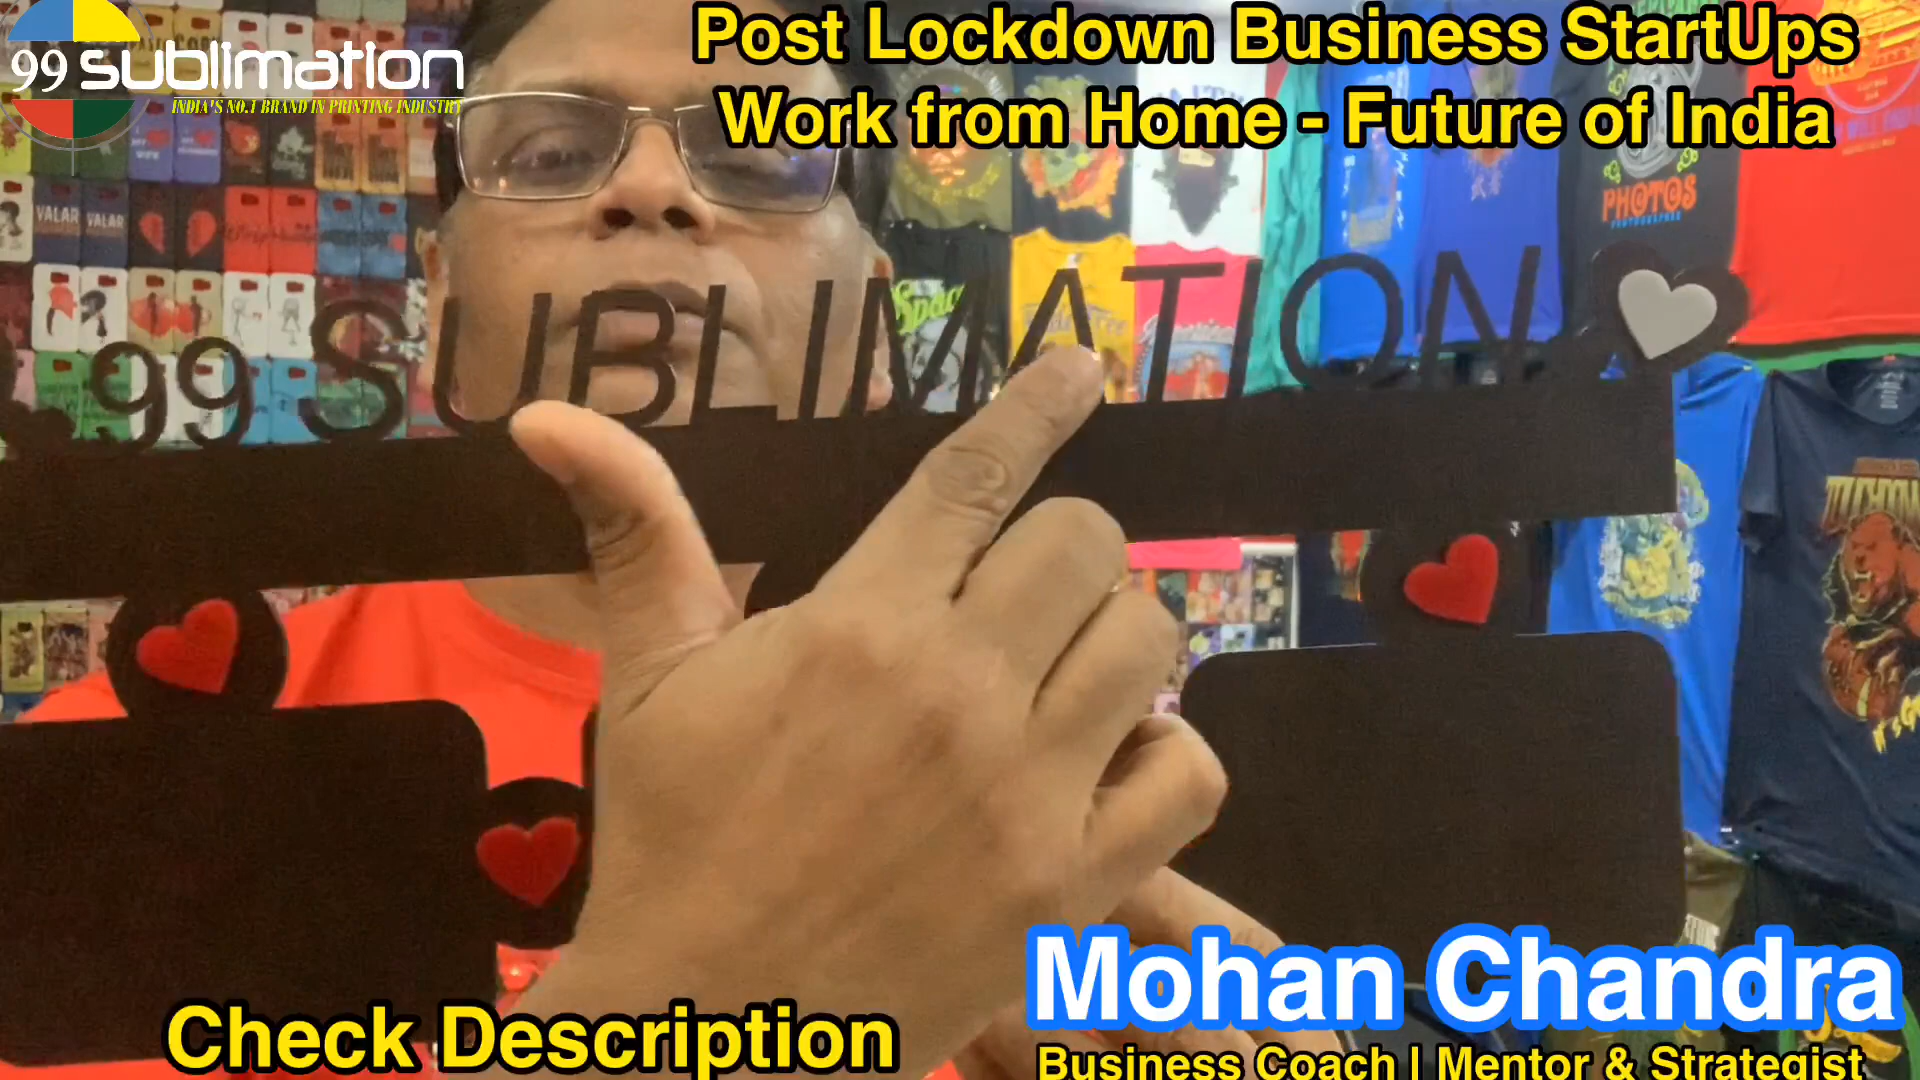 99 sublimation
INDIA'S NO.1 BRAND IN PRINTING INDUSTRY
Post Lockdown Business StartUps
Work from Home - Future of India
VALAR VALAR
PHOTOS
Space
99 SUBLIMATION
Check Description
Mohan Chandra
Business Coach | Mentor & Strategist